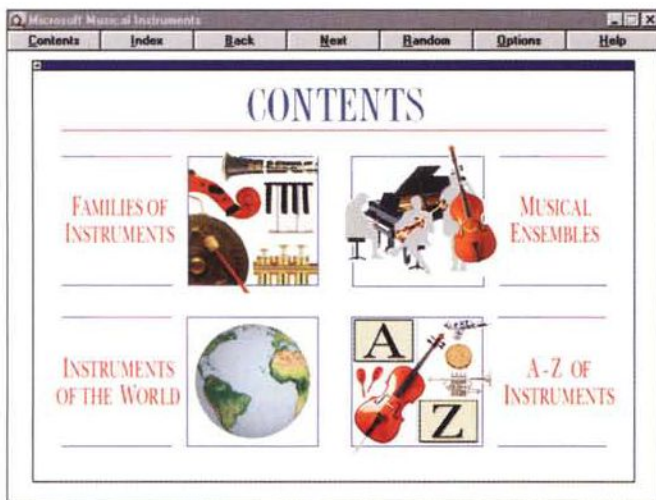 Microsoft Musical Instruments
Contents Index Back Next Random Options Help
CONTENTS
FAMILIES OF
INSTRUMENTS
MUSICAL
ENSEMBLES
INSTRUMENTS
OF THE WORLD
A
Z
A-Z OF
INSTRUMENTS